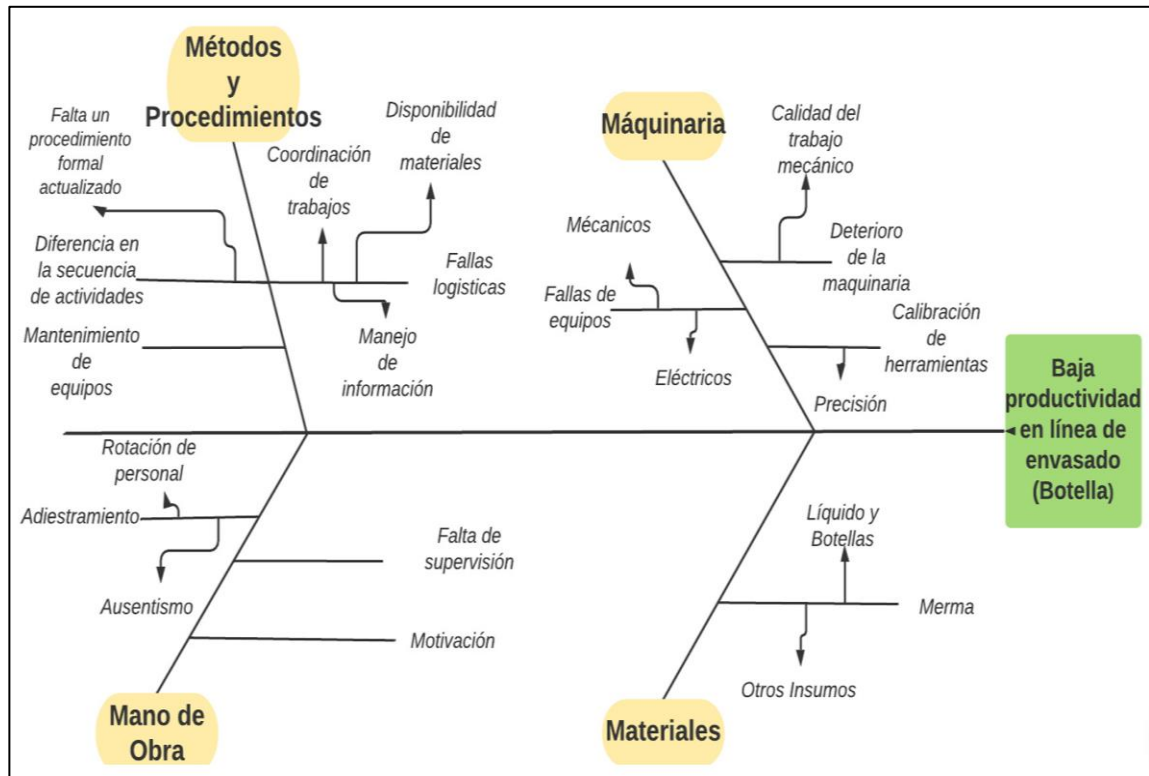 Métodos
y
Procedimientos
Falta un
procedimiento
formal
actualizado
Coordinación
de
trabajos
Disponibilidad
de
materiales
Diferencia en
la secuencia
de actividades
Fallas
logisticas
Mantenimiento
de
equipos
Manejo
de
información
Máquinaria
Calidad del
trabajo
mecánico
Mécanicos
Deterioro
de la
maquinaria
Fallas de
equipos
Eléctricos
Calibración
de
herramientas
Precisión
Baja
productividad
en línea de
envasado
(Botella)
Rotación de
personal
Adiestramiento
Ausentismo
Falta de
supervisión
Motivación
Mano de
Obra
Líquido y
Botellas
Merma
Otros Insumos
Materiales